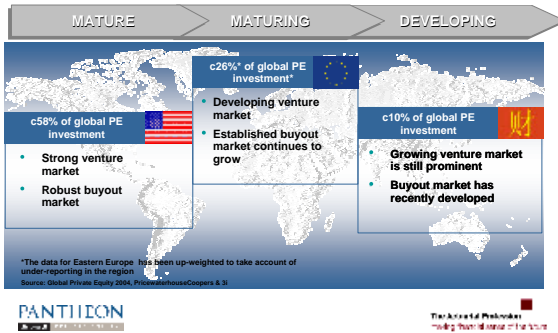 MATURE
MATURING
DEVELOPING
c26%* of global PE
investment*
• Developing venture
market
• Established buyout
market continues to
grow
c58% of global PE
investment
• Strong venture
market
• Robust buyout
market
c10% of global PE
investment
财
• Growing venture market
is still prominent
• Buyout market has
recently developed
*The data for Eastern Europe has been up-weighted to take account of
under-reporting in the region
Source: Global Private Equity 2004, PricewaterhouseCoopers & 3i
PANTHEON
The Actuarial Profession
making financial sense of the future